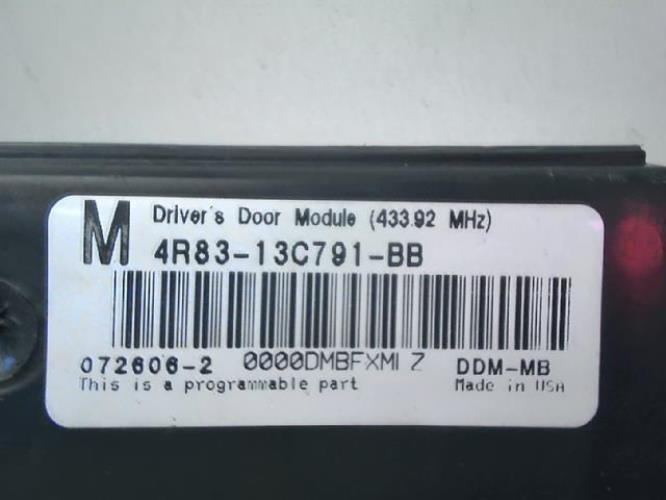 M Driver's Door Module (433.92 MHz)
4R83-13C791-BB
072606-2 0000DMBFXM1Z DDM-MB
This is a programmable part Made in USA